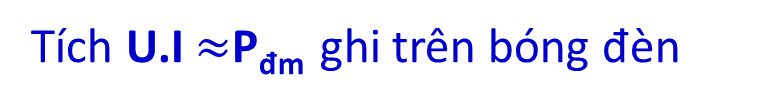 Tích U.I ≈Pđm ghi trên bóng đèn